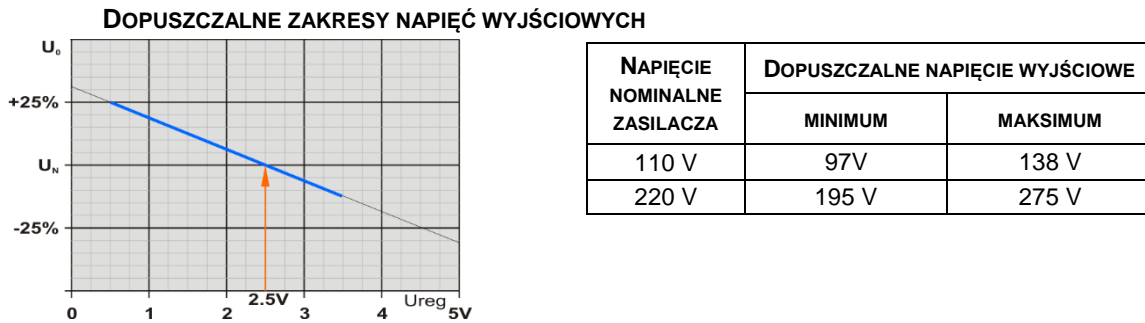 DOPUSZCZALNE ZAKRESY NAPIĘĆ WYJŚCIOWYCH
U₀
+25%
Uₙ
-25%
0 1 2 3 4 5V
2.5V
Ureg
NAPIĘCIE NOMINALNE ZASILACZA
DOPUSZCZALNE NAPIĘCIE WYJŚCIOWE
MINIMUM MAKSIMUM
110 V 97V 138 V
220 V 195 V 275 V